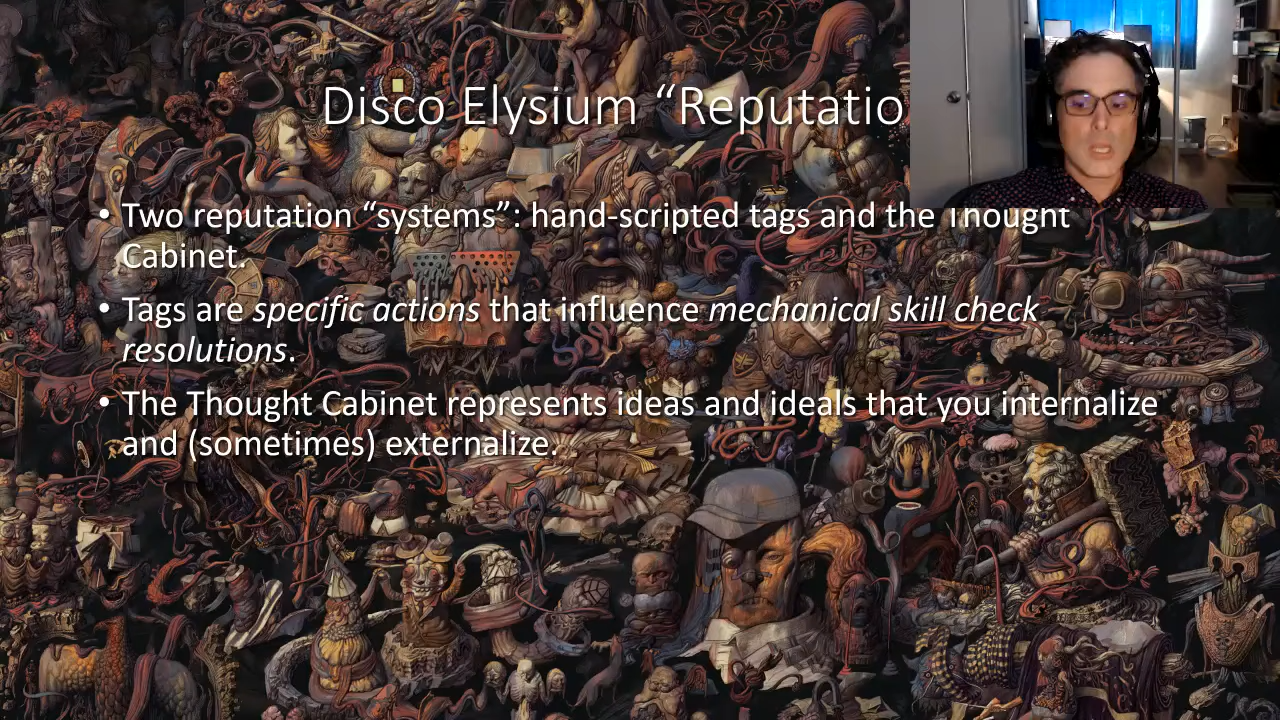 Disco Elysium “Reputatio
• Two reputation “systems”: hand-scripted tags and the Thought
Cabinet.
• Tags are specific actions that influence mechanical skill check
resolutions.
• The Thought Cabinet represents ideas and ideals that you internalize
and (sometimes) externalize.